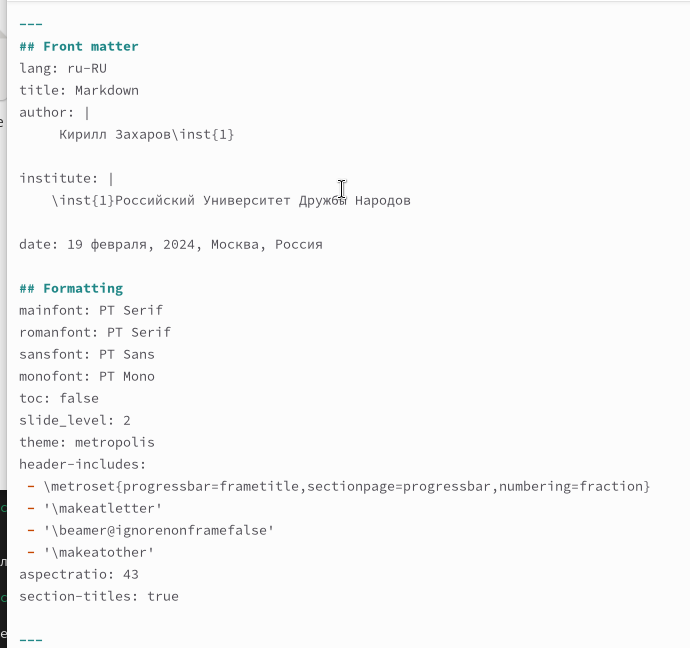 ---
## Front matter
lang: ru-RU
title: Markdown
author: |
     Кирилл Захаров\inst{1}

institute: |
    \inst{1}Российский Университет Дружбы Народов

date: 19 февраля, 2024, Москва, Россия

## Formatting
mainfont: PT Serif
romanfont: PT Serif
sansfont: PT Sans
monofont: PT Mono
toc: false
slide_level: 2
theme: metropolis
header-includes:
 - \metroset{progressbar=frametitle,sectionpage=progressbar,numbering=fraction}
 - '\makeatletter'
 - '\beamer@ignorenonframefalse'
 - '\makeatother'
aspectratio: 43
section-titles: true

---